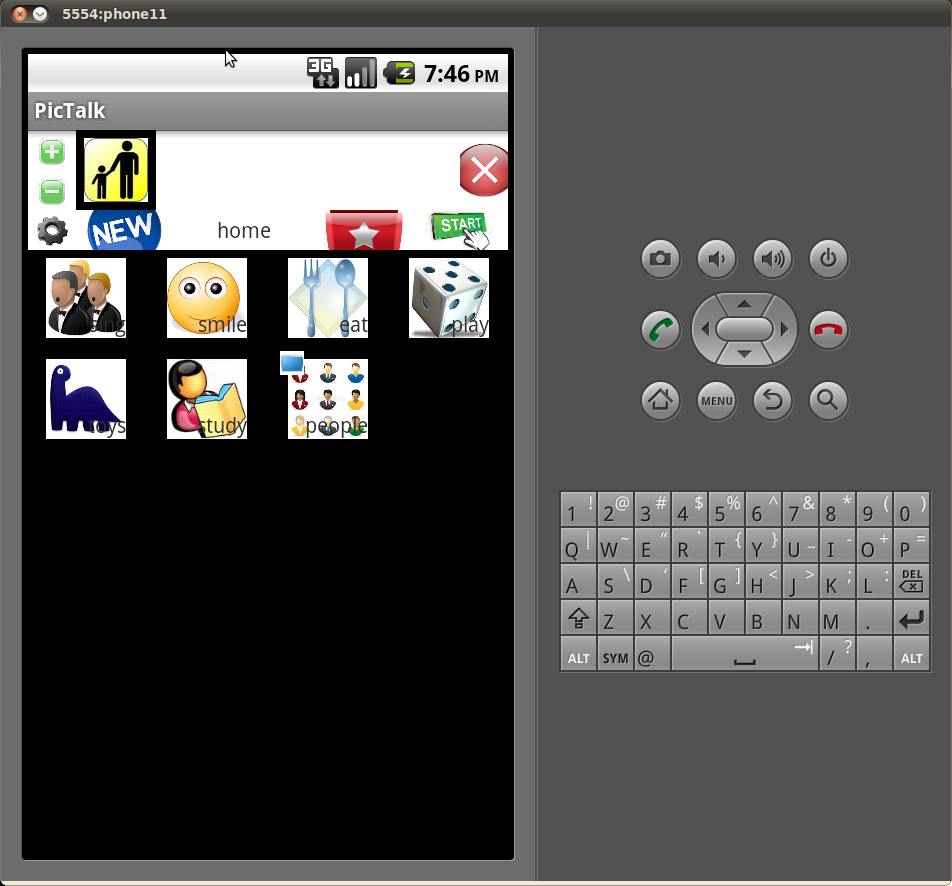 5554:phone11
3G 7:46 PM
PicTalk
NEW home START
sing smile eat play
toys study people
MENU
1 ! 2 @ 3 # 4 $ 5 % 6 ^ 7 & 8 * 9 ( 0 )
Q | W ~ E “ R ` T { Y } U _ I - O + P =
A S \ D ‘ F [ G ] H < J > K ; L : DEL
Z X C V B N M .
ALT SYM @ / ? , ALT